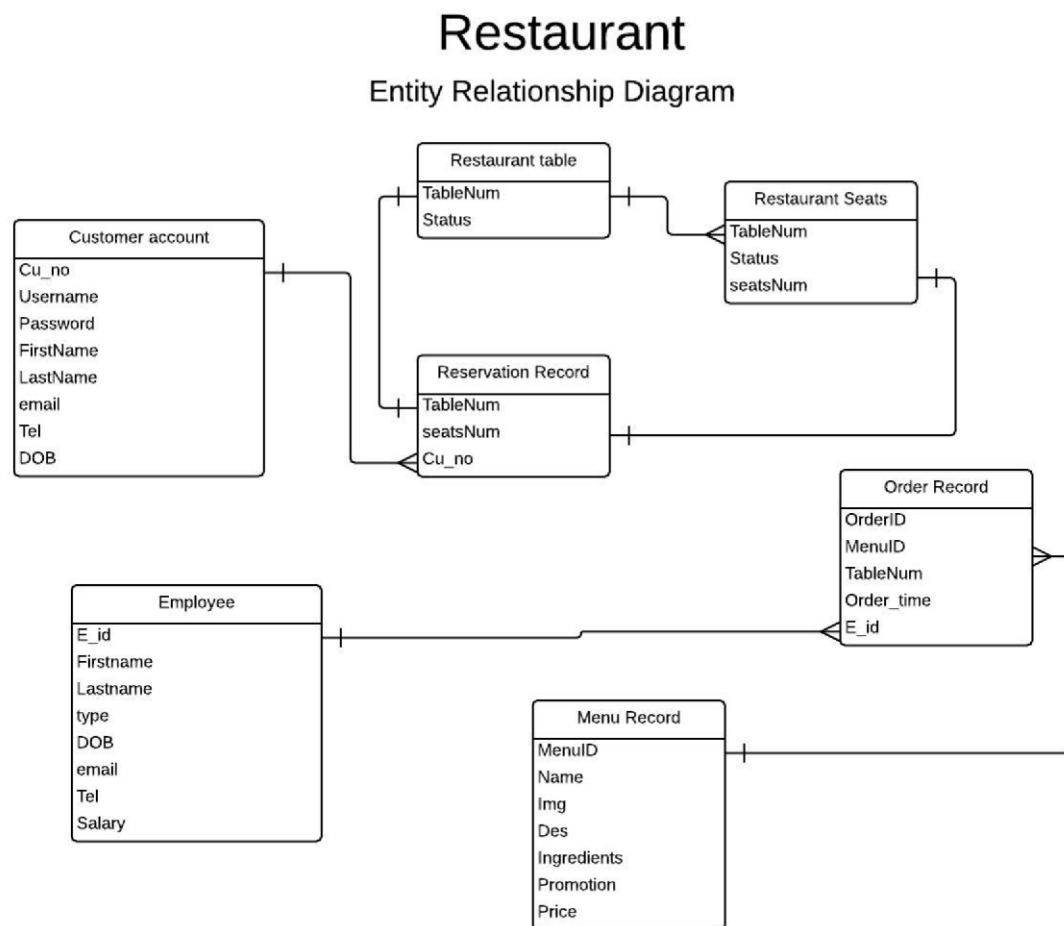 Restaurant
Entity Relationship Diagram
Restaurant table
TableNum
Status
Restaurant Seats
TableNum
Status
seatsNum
Customer account
Cu_no
Username
Password
FirstName
LastName
email
Tel
DOB
Reservation Record
TableNum
seatsNum
Cu_no
Order Record
OrderID
MenuID
TableNum
Order_time
E_id
Employee
E_id
Firstname
Lastname
type
DOB
email
Tel
Salary
Menu Record
MenuID
Name
Img
Des
Ingredients
Promotion
Price